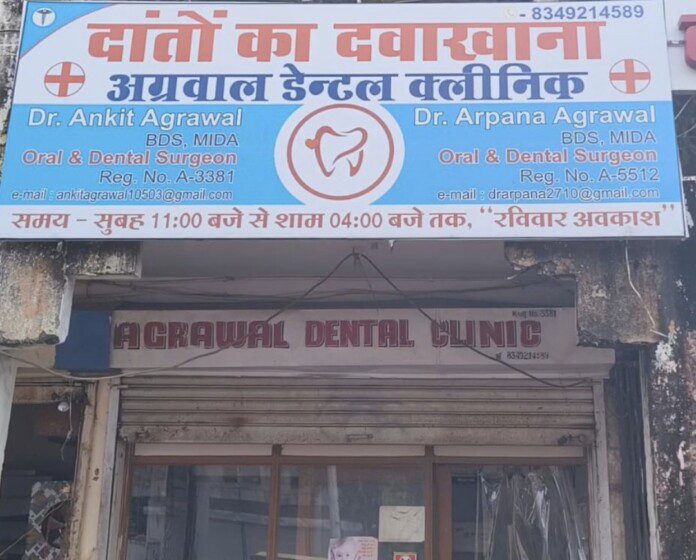 - 8349214589
दांतों का दवाखाना
अग्रवाल डेन्टल क्लीनिक
Dr. Ankit Agrawal
BDS, MIDA
Oral & Dental Surgeon
Reg. No. A-3381
e-mail : ankitagrawal10503@gmail.com
Dr. Arpana Agrawal
BDS, MIDA
Oral & Dental Surgeon
Reg. No. A-5512
e-mail : drarpana2710@gmail.com
समय - सुबह 11:00 बजे से शाम 04:00 बजे तक, "रविवार अवकाश"
AGRAWAL DENTAL CLINIC
8349214589